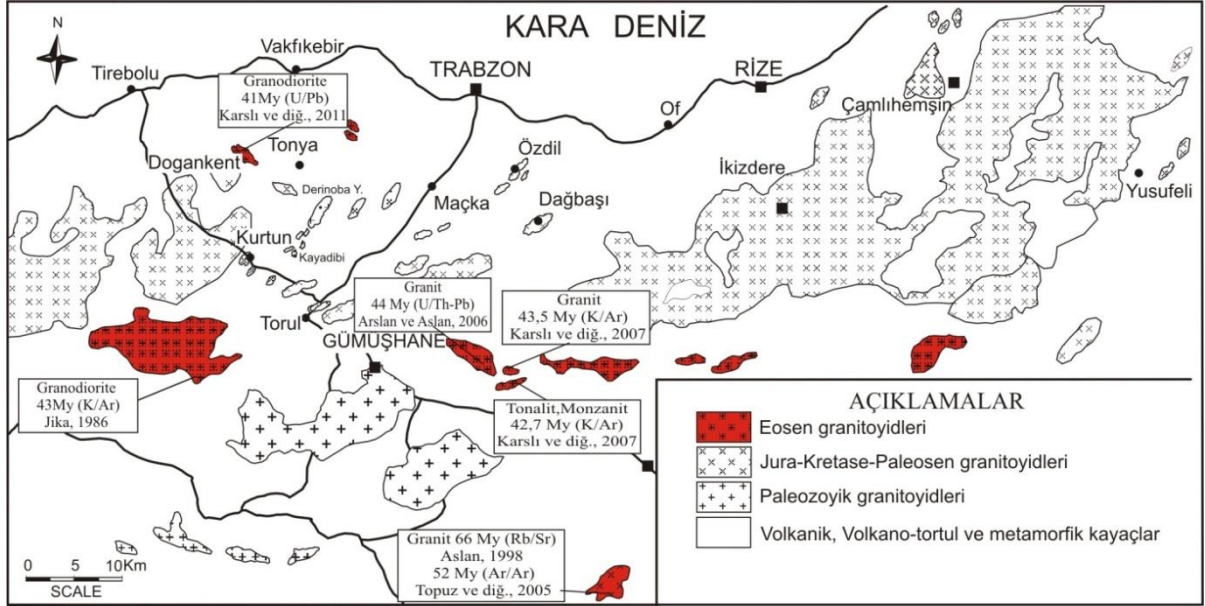 KARA DENİZ
N
Vakfıkebir
Tirebolu
TRABZON
RİZE
Granodiorite
41My (U/Pb)
Karslı ve diğ., 2011
Çamlıhemşin
Of
Tonya
Özdil
Dogankent
Derinoba Y.
İkizdere
Yusufeli
Maçka
Dağbaşı
Kurtun
Kayadibi
Granit
44 My (U/Th-Pb)
Arslan ve Aslan, 2006
Granit
43,5 My (K/Ar)
Karslı ve diğ., 2007
Torul
GÜMÜŞHANE
Granodiorite
43My (K/Ar)
Jika, 1986
Tonalit,Monzanit
42,7 My (K/Ar)
Karslı ve diğ., 2007
AÇIKLAMALAR
Eosen granitoyidleri
Jura-Kretase-Paleosen granitoyidleri
Paleozoyik granitoyidleri
Volkanik, Volkano-tortul ve metamorfik kayaçlar
Granit 66 My (Rb/Sr)
Aslan, 1998
52 My (Ar/Ar)
Topuz ve diğ., 2005
0 5 10Km
SCALE